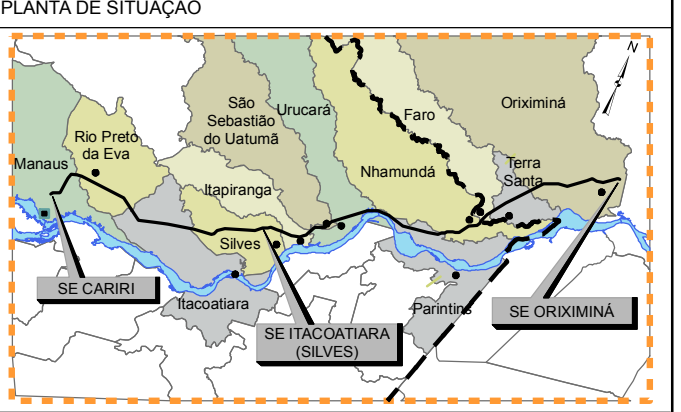 PLANTA DE SITUAÇÃO
N
São
Sebastião
do Uatumã
Urucará
Faro
Oriximiná
Rio Preto
da Eva
Manaus
Nhamundá
Terra
Santa
Itapiranga
Silves
SE CARIRI
Itacoatiara
Parintins
SE ORIXIMINÁ
SE ITACOATIARA
(SILVES)